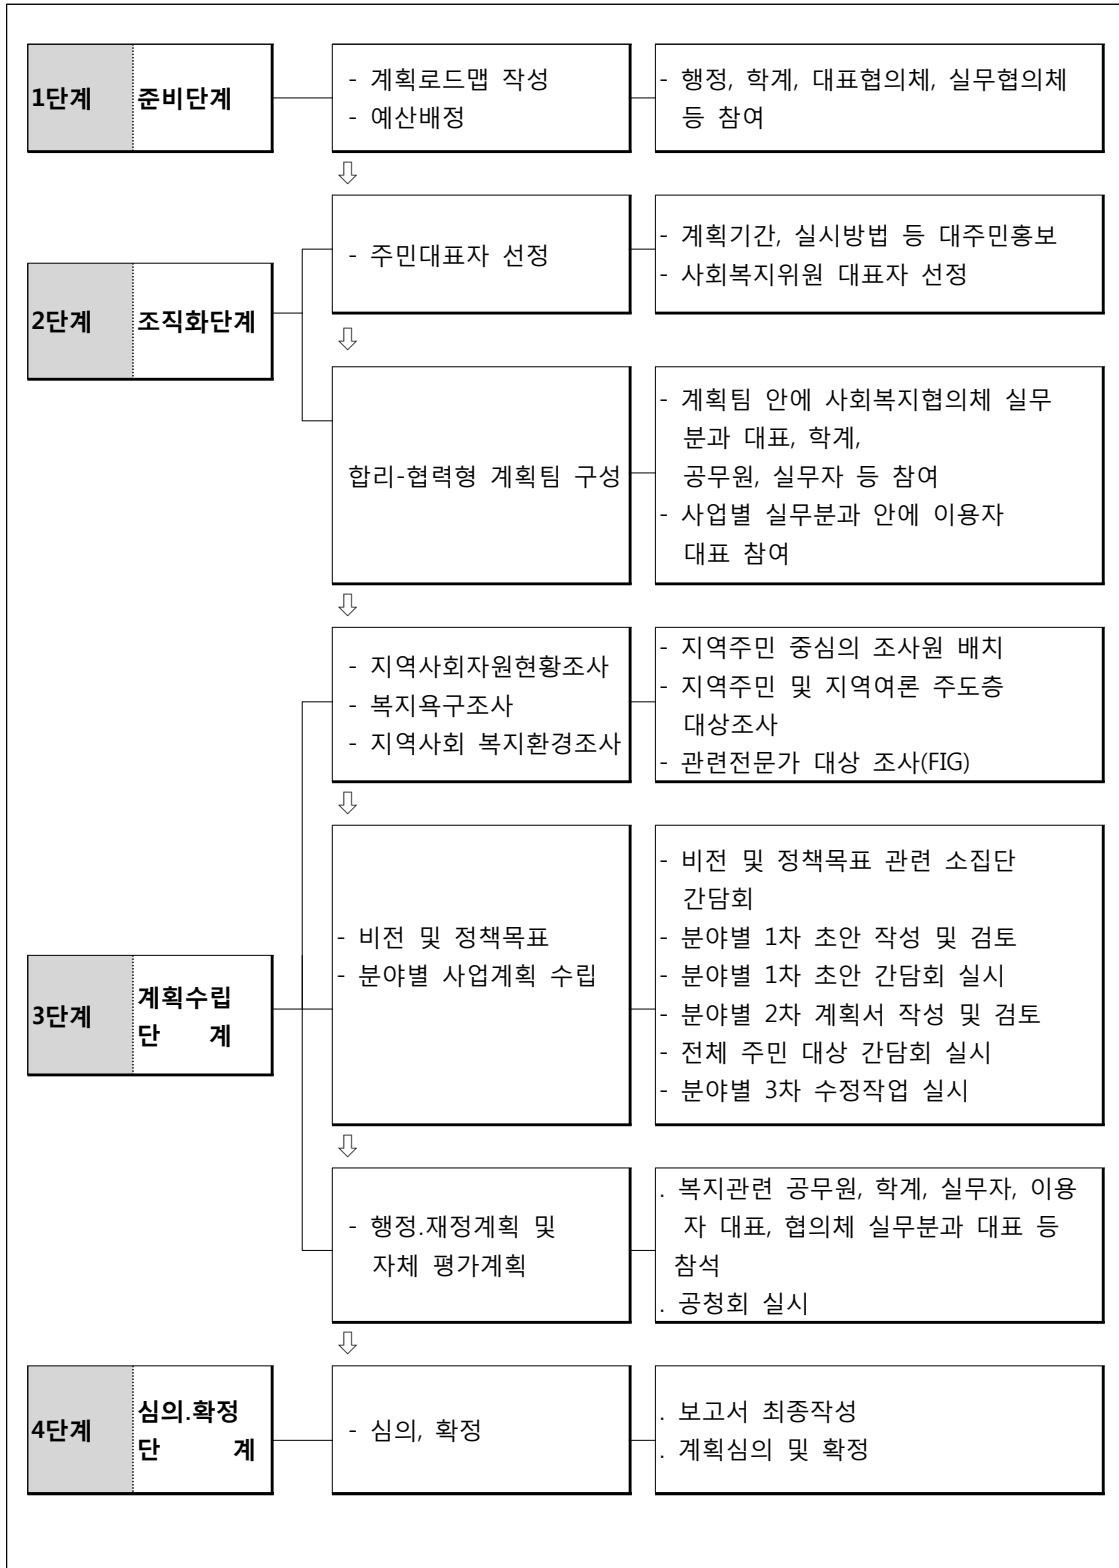 1단계 준비단계
- 계획로드맵 작성
- 예산배정
- 행정, 학계, 대표협의체, 실무협의체
등 참여
⇩
2단계 조직화단계
- 주민대표자 선정
- 계획기간, 실시방법 등 대주민홍보
- 사회복지위원 대표자 선정
⇩
합리-협력형 계획팀 구성
- 계획팀 안에 사회복지협의체 실무
분과 대표, 학계,
공무원, 실무자 등 참여
- 사업별 실무분과 안에 이용자
대표 참여
⇩
3단계 계획수립
단 계
- 지역사회자원현황조사
- 복지욕구조사
- 지역사회 복지환경조사
- 지역주민 중심의 조사원 배치
- 지역주민 및 지역여론 주도층
대상조사
- 관련전문가 대상 조사(FIG)
⇩
- 비전 및 정책목표
- 분야별 사업계획 수립
- 비전 및 정책목표 관련 소집단
간담회
- 분야별 1차 초안 작성 및 검토
- 분야별 1차 초안 간담회 실시
- 분야별 2차 계획서 작성 및 검토
- 전체 주민 대상 간담회 실시
- 분야별 3차 수정작업 실시
⇩
- 행정.재정계획 및
자체 평가계획
. 복지관련 공무원, 학계, 실무자, 이용
자 대표, 협의체 실무분과 대표 등
참석
. 공청회 실시
⇩
4단계 심의.확정
단 계
- 심의, 확정
. 보고서 최종작성
. 계획심의 및 확정